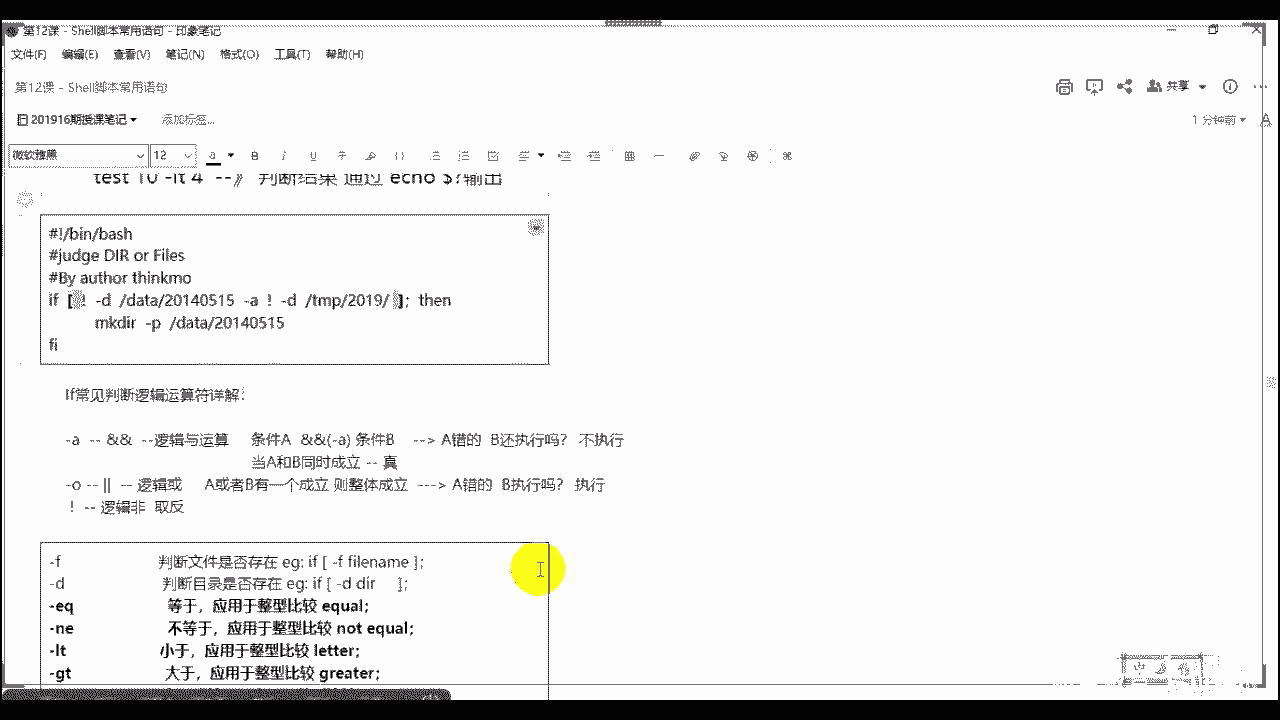 第12课 - Shell脚本常用语句 - 印象笔记
文件(F) 编辑(E) 查看(V) 笔记(N) 格式(O) 工具(T) 帮助(H)
第12课 - Shell脚本常用语句
共享
201916期授课笔记
添加标签...
1 分钟前
微软雅黑 12
test 10 -lt 4 --》 判断结果 通过 echo $?输出
#!/bin/bash
#judge DIR or Files
#By author thinkmo
if [ ! -d /data/20140515 -a ! -d /tmp/2019/ ]; then
mkdir -p /data/20140515
fi
If常见判断逻辑运算符详解：
-a -- && --逻辑与运算 条件A &&(-a) 条件B --> A错的 B还执行吗？ 不执行
当A和B同时成立 -- 真
-o -- || -- 逻辑或 A或者B有一个成立 则整体成立 ---> A错的 B执行吗？ 执行
! -- 逻辑非 取反
-f 判断文件是否存在 eg: if [ -f filename ];
-d 判断目录是否存在 eg: if [ -d dir ];
-eq 等于，应用于整型比较 equal;
-ne 不等于，应用于整型比较 not equal;
-lt 小于，应用于整型比较 letter;
-gt 大于，应用于整型比较 greater;